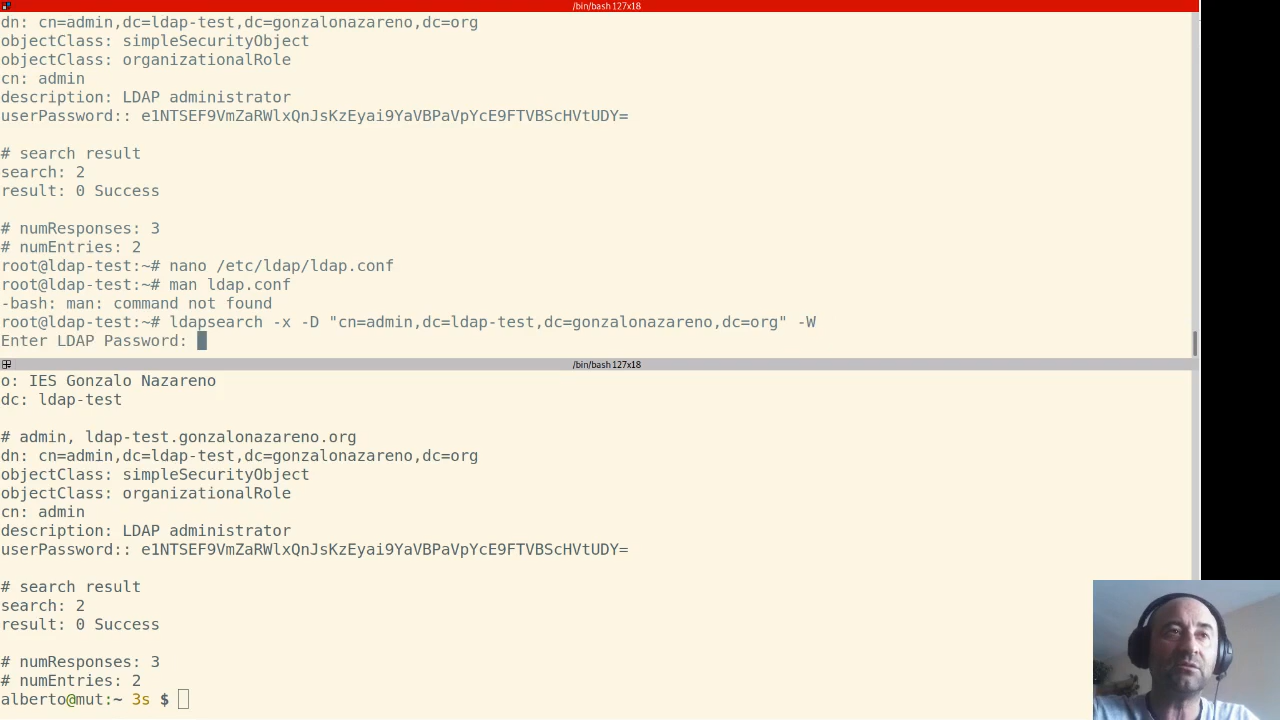 /bin/bash 127x18
dn: cn=admin,dc=ldap-test,dc=gonzalonazareno,dc=org
objectClass: simpleSecurityObject
objectClass: organizationalRole
cn: admin
description: LDAP administrator
userPassword:: e1NTSEF9VmZaRWlxQnJsKzEyai9YaVBPaVpYcE9FTVBScHVtUDY=
# search result
search: 2
result: 0 Success
# numResponses: 3
# numEntries: 2
root@ldap-test:~# nano /etc/ldap/ldap.conf
root@ldap-test:~# man ldap.conf
-bash: man: command not found
root@ldap-test:~# ldapsearch -x -D "cn=admin,dc=ldap-test,dc=gonzalonazareno,dc=org" -W
Enter LDAP Password:
/bin/bash 127x18
o: IES Gonzalo Nazareno
dc: ldap-test
# admin, ldap-test.gonzalonazareno.org
dn: cn=admin,dc=ldap-test,dc=gonzalonazareno,dc=org
objectClass: simpleSecurityObject
objectClass: organizationalRole
cn: admin
description: LDAP administrator
userPassword:: e1NTSEF9VmZaRWlxQnJsKzEyai9YaVBPaVpYcE9FTVBScHVtUDY=
# search result
search: 2
result: 0 Success
# numResponses: 3
# numEntries: 2
alberto@mut:~ 3s $